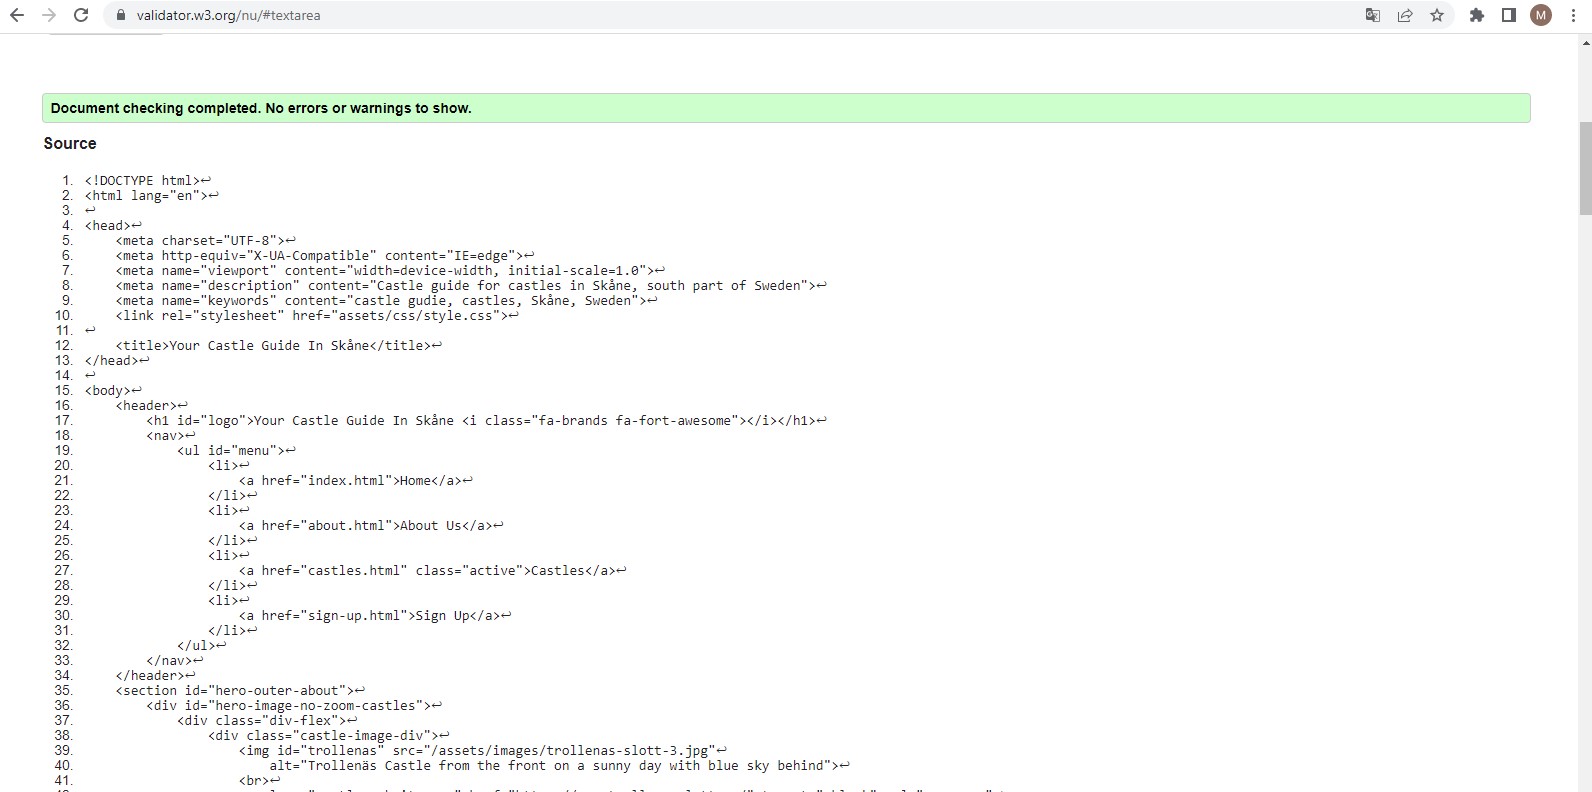 validator.w3.org/nu/#textarea
M
Document checking completed. No errors or warnings to show.
Source
1. <!DOCTYPE html>↩
2. <html lang="en">↩
3. ↩
4. <head>↩
5. <meta charset="UTF-8">↩
6. <meta http-equiv="X-UA-Compatible" content="IE=edge">↩
7. <meta name="viewport" content="width=device-width, initial-scale=1.0">↩
8. <meta name="description" content="Castle guide for castles in Skåne, south part of Sweden">↩
9. <meta name="keywords" content="castle gudie, castles, Skåne, Sweden">↩
10. <link rel="stylesheet" href="assets/css/style.css">↩
11. ↩
12. <title>Your Castle Guide In Skåne</title>↩
13. </head>↩
14. ↩
15. <body>↩
16. <header>↩
17. <h1 id="logo">Your Castle Guide In Skåne <i class="fa-brands fa-fort-awesome"></i></h1>↩
18. <nav>↩
19. <ul id="menu">↩
20. <li>↩
21. <a href="index.html">Home</a>↩
22. </li>↩
23. <li>↩
24. <a href="about.html">About Us</a>↩
25. </li>↩
26. <li>↩
27. <a href="castles.html" class="active">Castles</a>↩
28. </li>↩
29. <li>↩
30. <a href="sign-up.html">Sign Up</a>↩
31. </li>↩
32. </ul>↩
33. </nav>↩
34. </header>↩
35. <section id="hero-outer-about">↩
36. <div id="hero-image-no-zoom-castles">↩
37. <div class="div-flex">↩
38. <div class="castle-image-div">↩
39. <img id="trollenas" src="/assets/images/trollenas-slott-3.jpg"↩
40. alt="Trollenäs Castle from the front on a sunny day with blue sky behind">↩
41. <br>↩